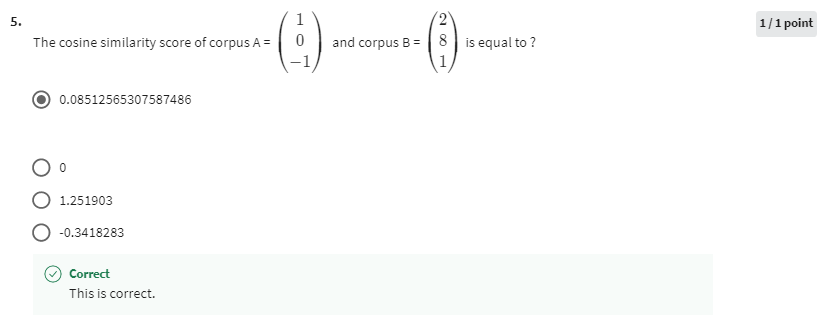 5.
1 / 1 point
The cosine similarity score of corpus A = (1 0 −1) and corpus B = (2 8 1) is equal to ?
0.08512565307587486
0
1.251903
-0.3418283
Correct
This is correct.